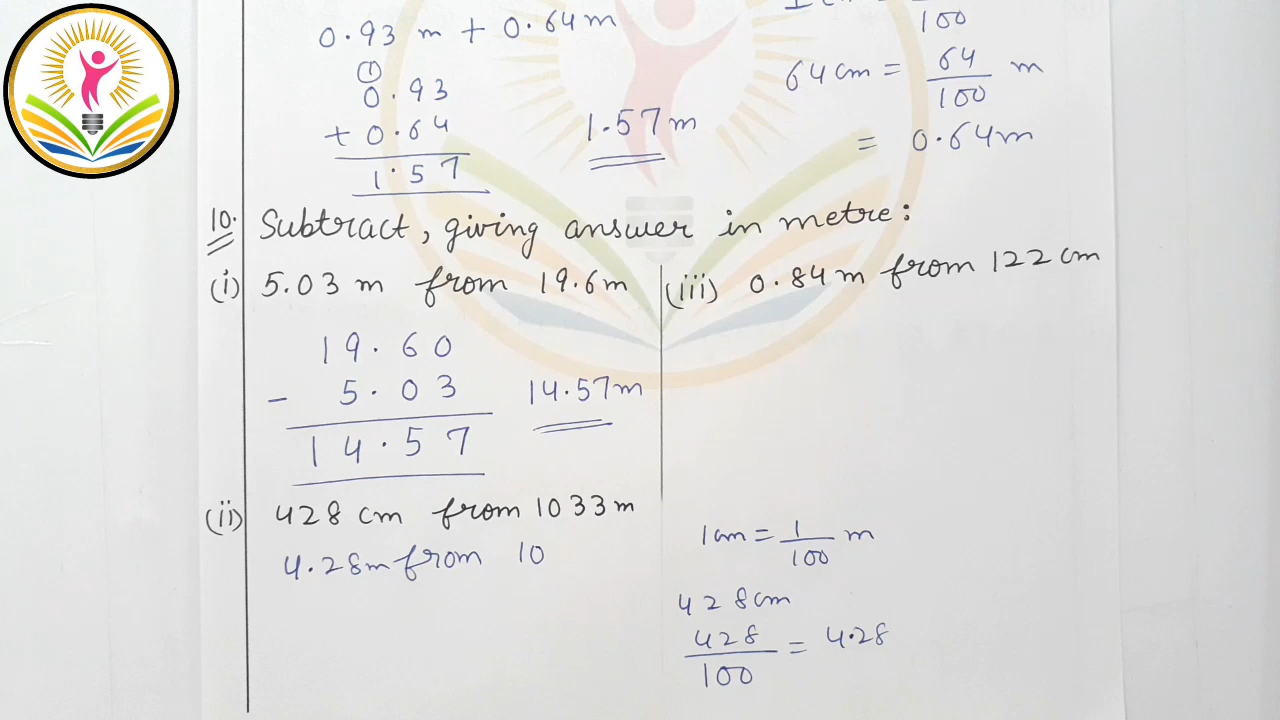 0.93 m + 0.64 m
1
0.93
+ 0.64
1.57
1.57 m
100
64 cm = 64/100 m
= 0.64 m
10. Subtract, giving answer in metre:
(i) 5.03 m from 19.6 m
19.60
- 5.03
14.57
14.57 m
(ii) 428 cm from 1033 m
4.28 m from 10
(iii) 0.84 m from 122 cm
1 cm = 1/100 m
428 cm
428/100 = 4.28